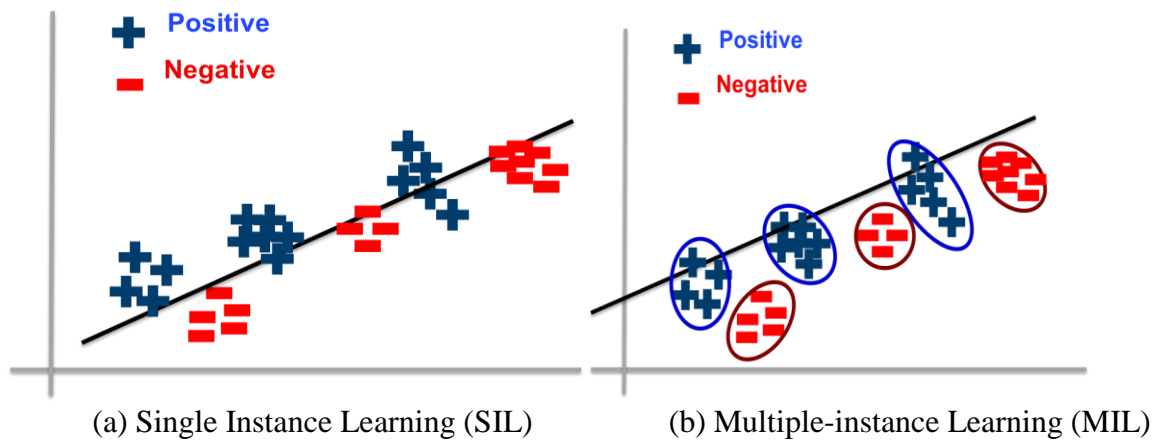 Positive
Negative
Positive
Negative
(a) Single Instance Learning (SIL)
(b) Multiple-instance Learning (MIL)